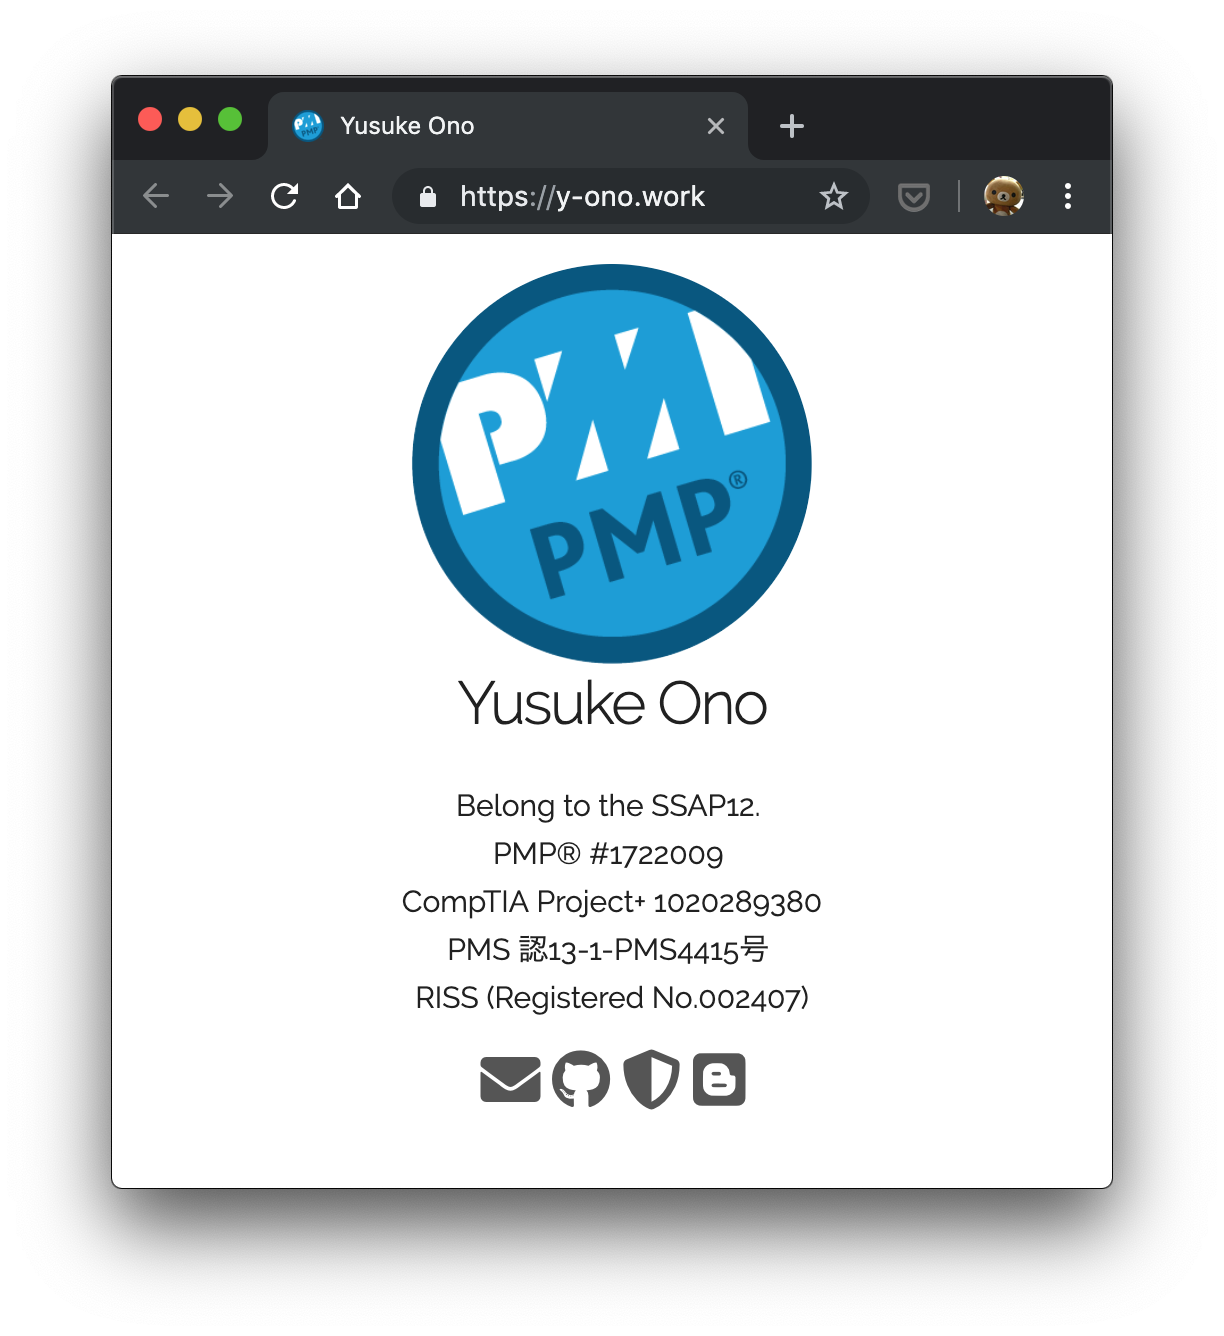 Yusuke Ono
https://y-ono.work
PMI
PMP®
Yusuke Ono
Belong to the SSAP12.
PMP® #1722009
CompTIA Project+ 1020289380
PMS 認13-1-PMS4415号
RISS (Registered No.002407)